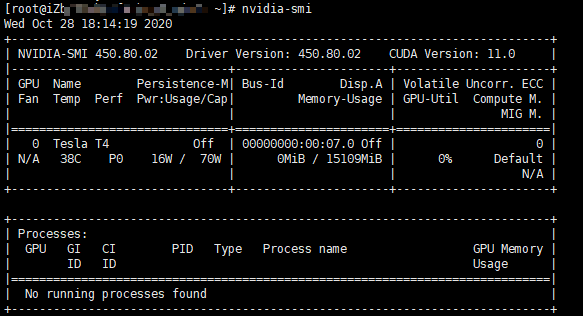 [root@iZb ~]# nvidia-smi
Wed Oct 28 18:14:19 2020
+-----------------------------------------------------------------------------+
| NVIDIA-SMI 450.80.02    Driver Version: 450.80.02    CUDA Version: 11.0     |
|-------------------------------+----------------------+----------------------+
| GPU  Name        Persistence-M| Bus-Id        Disp.A | Volatile Uncorr. ECC |
| Fan  Temp  Perf  Pwr:Usage/Cap|         Memory-Usage | GPU-Util  Compute M. |
|                               |                      |               MIG M. |
|===============================+======================+======================|
|   0  Tesla T4            Off  | 00000000:00:07.0 Off |                    0 |
| N/A   38C    P0    16W /  70W |      0MiB / 15109MiB |      0%      Default |
|                               |                      |                  N/A |
+-------------------------------+----------------------+----------------------+
+-----------------------------------------------------------------------------+
| Processes:                                                                  |
|  GPU   GI   CI        PID   Type   Process name                  GPU Memory |
|        ID   ID                                                   Usage      |
|=============================================================================|
|  No running processes found                                                 |
+-----------------------------------------------------------------------------+